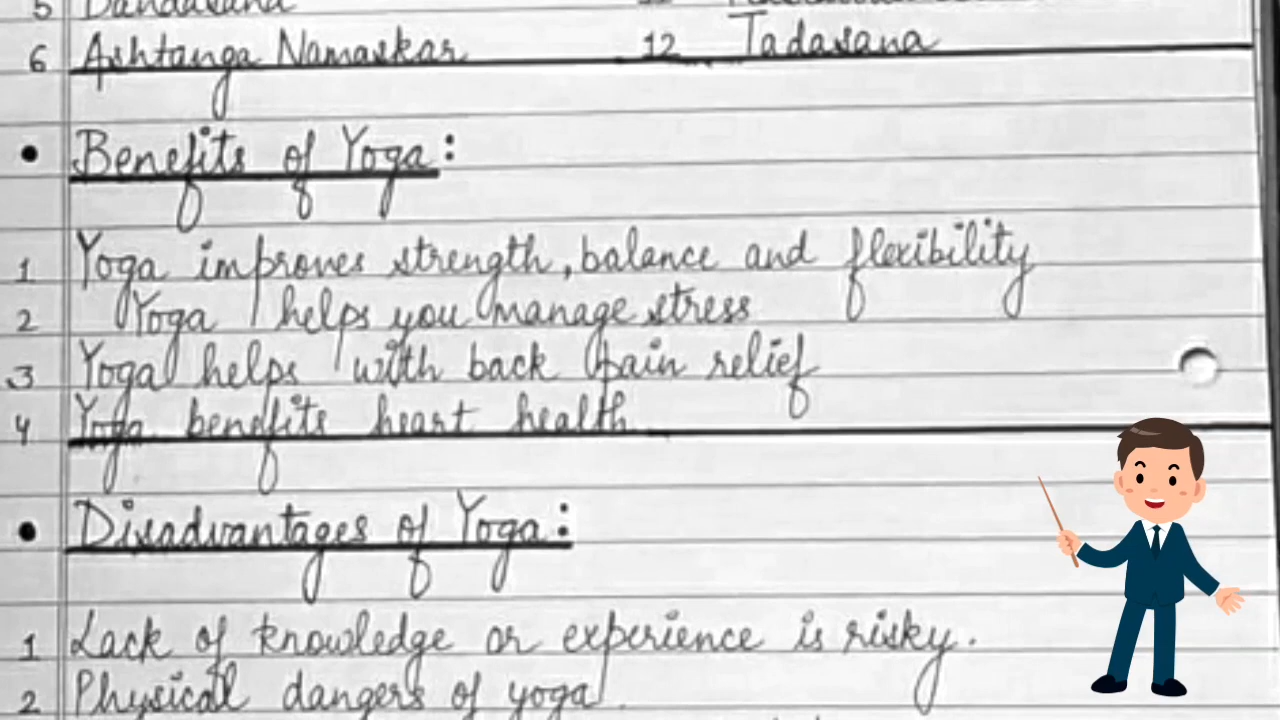 5 Dandasana
6 Ashtanga Namaskar 12 Tadasana
• Benefits of Yoga:
1 Yoga improves strength, balance and flexibility
2 Yoga helps you manage stress
3 Yoga helps with back pain relief
4 Yoga benefits heart health
• Disadvantages of Yoga:
1 Lack of knowledge or experience is risky.
2 Physical dangers of yoga.